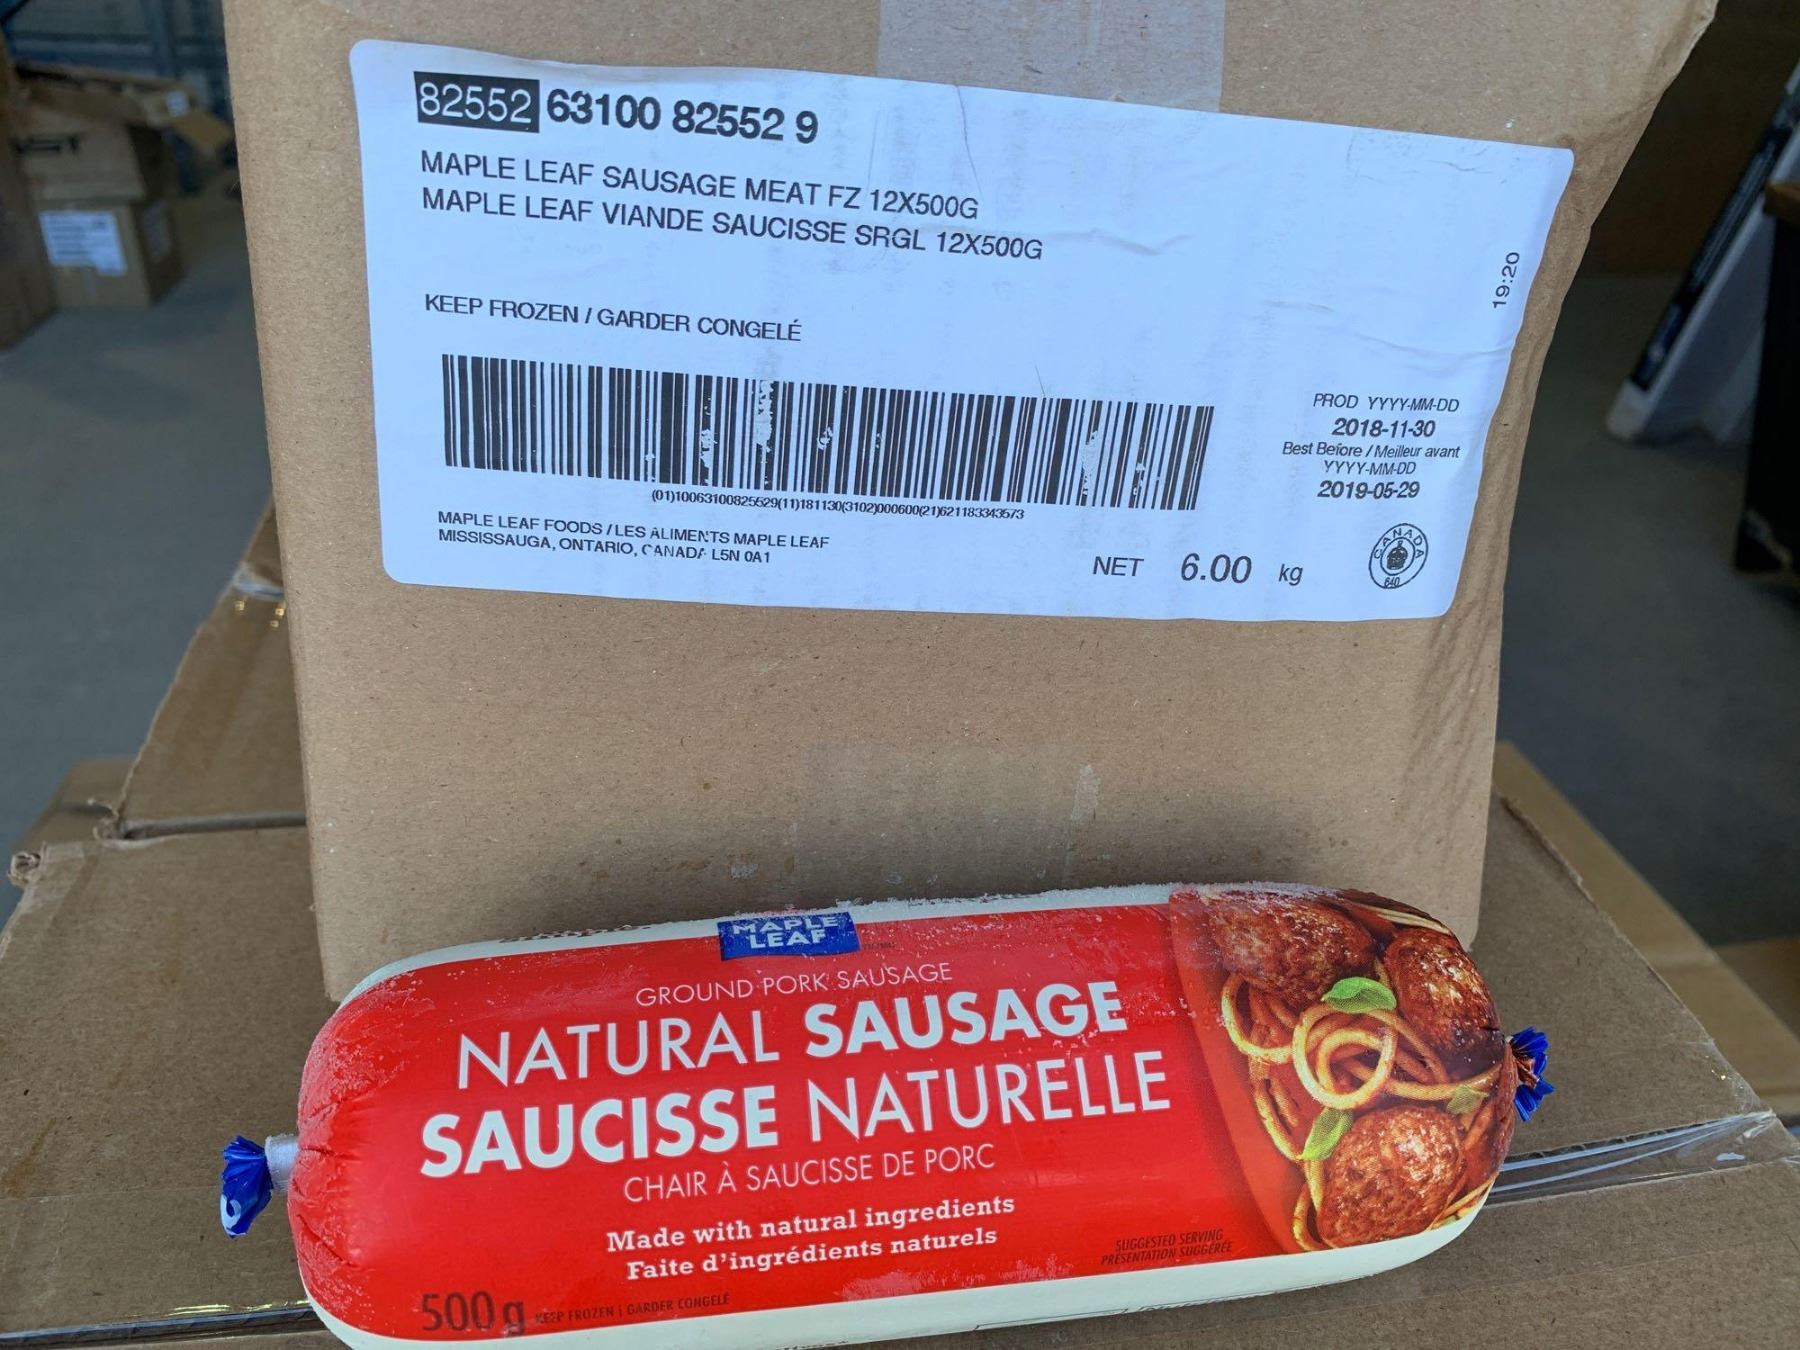 82552 63100 82552 9
MAPLE LEAF SAUSAGE MEAT FZ 12X500G
MAPLE LEAF VIANDE SAUCISSE SRGL 12X500G
KEEP FROZEN / GARDER CONGELÉ
19:20
(01)10063100825529(11)181130(3102)000600(21)621183343573
PROD YYYY-MM-DD
2018-11-30
Best Before / Meilleur avant
YYYY-MM-DD
2019-05-29
MAPLE LEAF FOODS / LES ALIMENTS MAPLE LEAF
MISSISSAUGA, ONTARIO, CANADA L5N 0A1
NET 6.00 kg
CANADA
640
MAPLE
LEAF
GROUND PORK SAUSAGE
NATURAL SAUSAGE
SAUCISSE NATURELLE
CHAIR À SAUCISSE DE PORC
Made with natural ingredients
Faite d'ingrédients naturels
SUGGESTED SERVING
PRÉSENTATION SUGGÉRÉE
500 g KEEP FROZEN | GARDER CONGELÉ